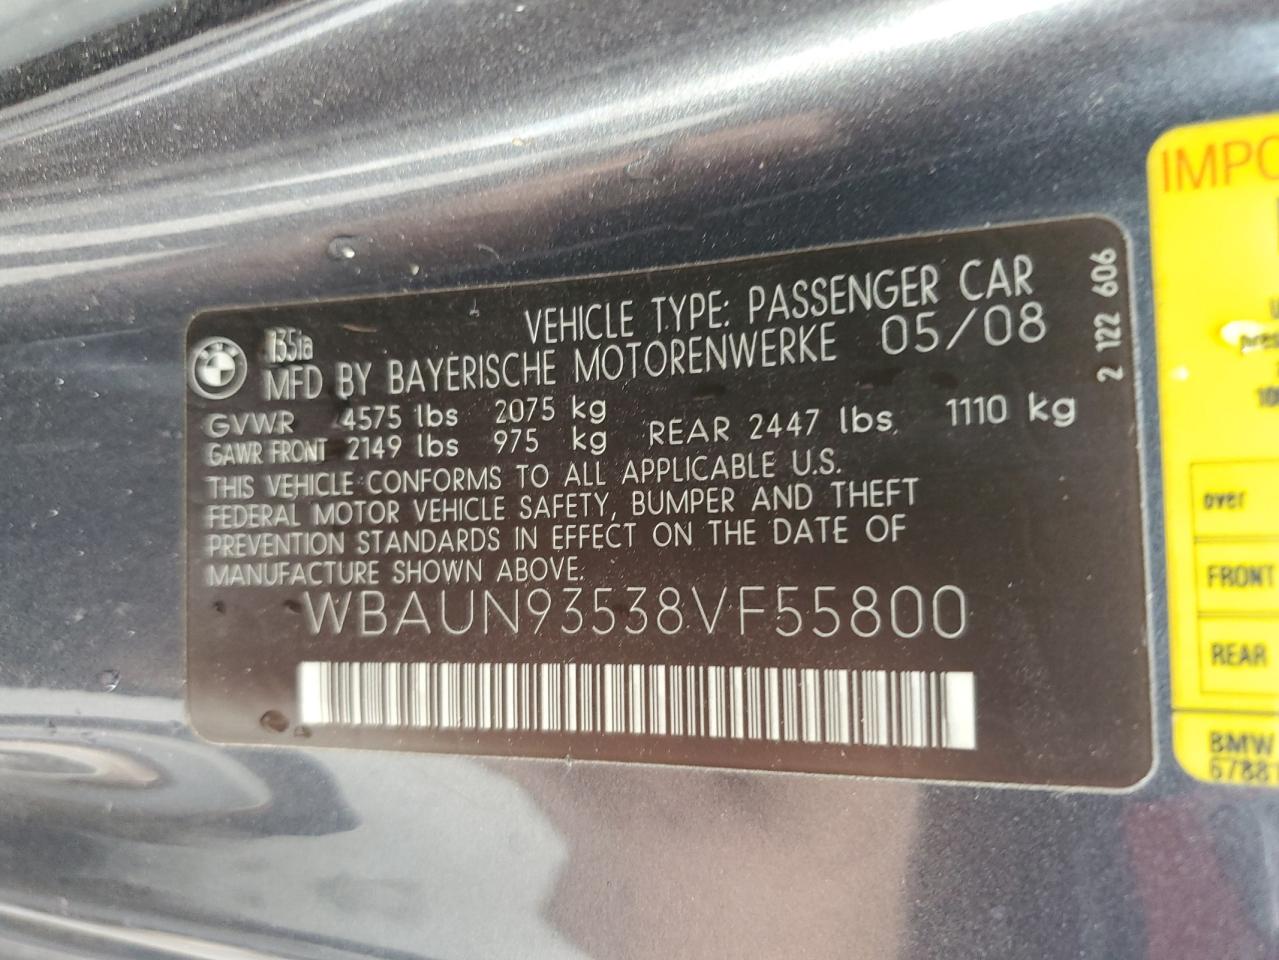 VEHICLE TYPE: PASSENGER CAR
135ia
MFD BY BAYERISCHE MOTORENWERKE 05/08
GVWR 4575 lbs 2075 kg
GAWR FRONT 2149 lbs 975 kg REAR 2447 lbs 1110 kg
THIS VEHICLE CONFORMS TO ALL APPLICABLE U.S.
FEDERAL MOTOR VEHICLE SAFETY, BUMPER AND THEFT
PREVENTION STANDARDS IN EFFECT ON THE DATE OF
MANUFACTURE SHOWN ABOVE.
WBAUN93538VF55800
2 122 606
over
FRONT
REAR
BMW